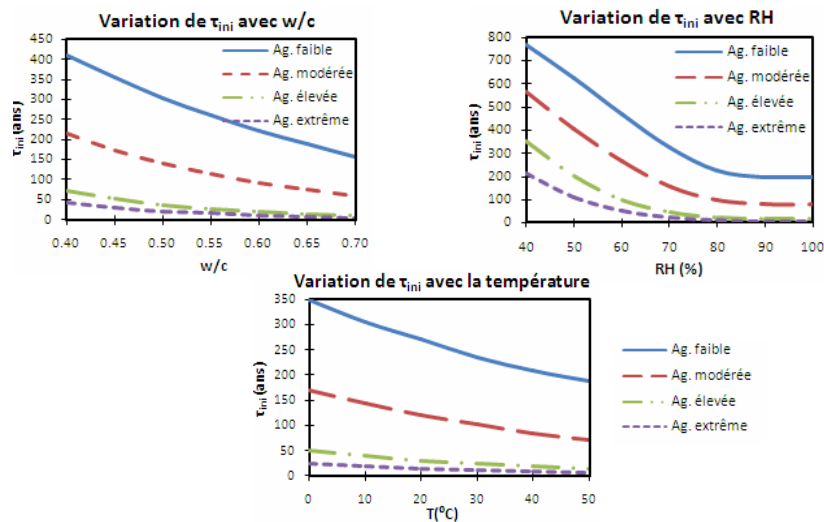 Variation de τini avec w/c
450
400
350
300
250
200
150
100
50
0
τini (ans)
0.40 0.45 0.50 0.55 0.60 0.65 0.70
w/c
Ag. faible
Ag. modérée
Ag. élevée
Ag. extrême
Variation de τini avec RH
800
700
600
500
400
300
200
100
0
τini (ans)
40 50 60 70 80 90 100
RH (%)
Ag. faible
Ag. modérée
Ag. élevée
Ag. extrême
Variation de τini avec la température
350
300
250
200
150
100
50
0
τini (ans)
0 10 20 30 40 50
T(⁰C)
Ag. faible
Ag. modérée
Ag. élevée
Ag. extrême